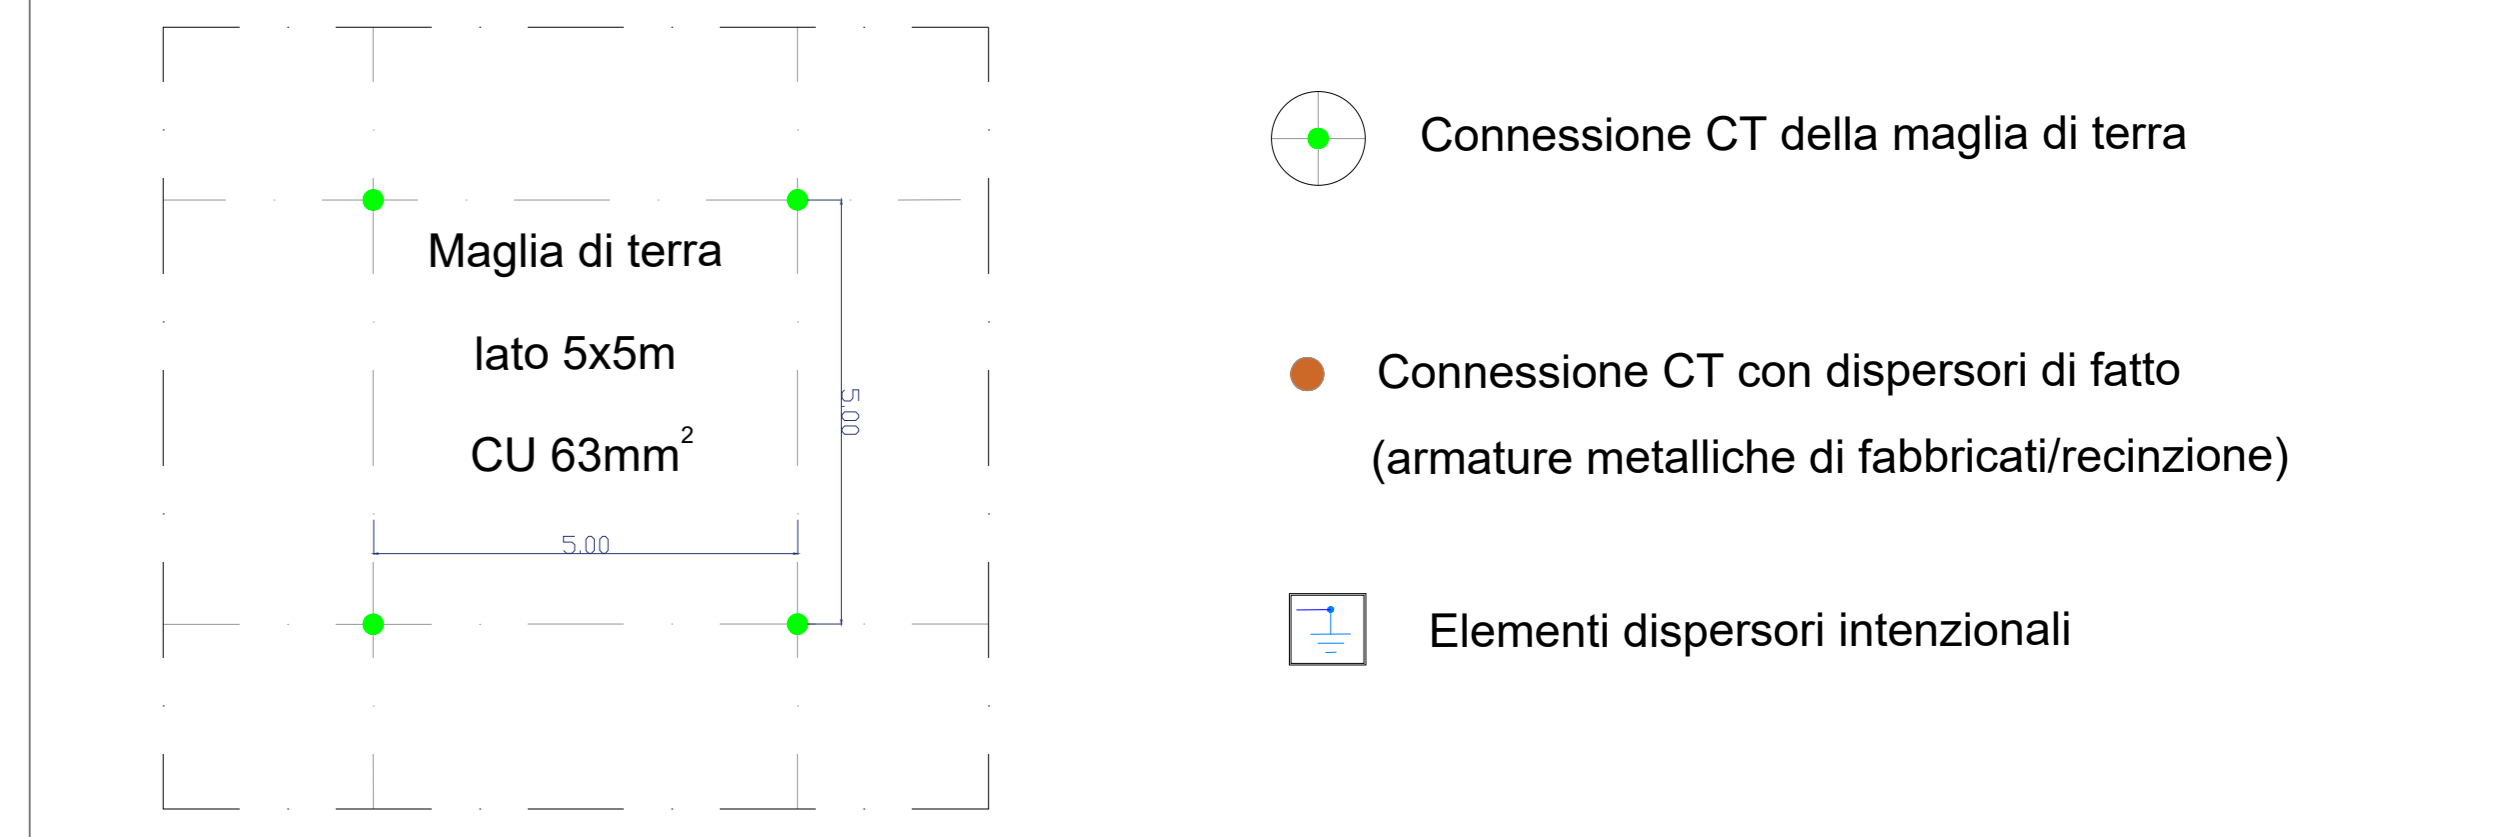 Maglia di terra
lato 5x5m
CU 63mm²
5.00
5.00
Connessione CT della maglia di terra
Connessione CT con dispersori di fatto
(armature metalliche di fabbricati/recinzione)
Elementi dispersori intenzionali